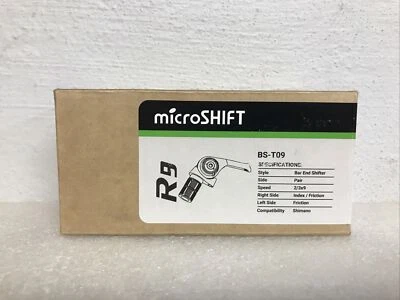 microSHIFT
R9
BS-T09
SPECIFICATIONS:
Style Bar End Shifter
Side Pair
Speed 2/3x9
Right Side Index / Friction
Left Side Friction
Compatibility Shimano